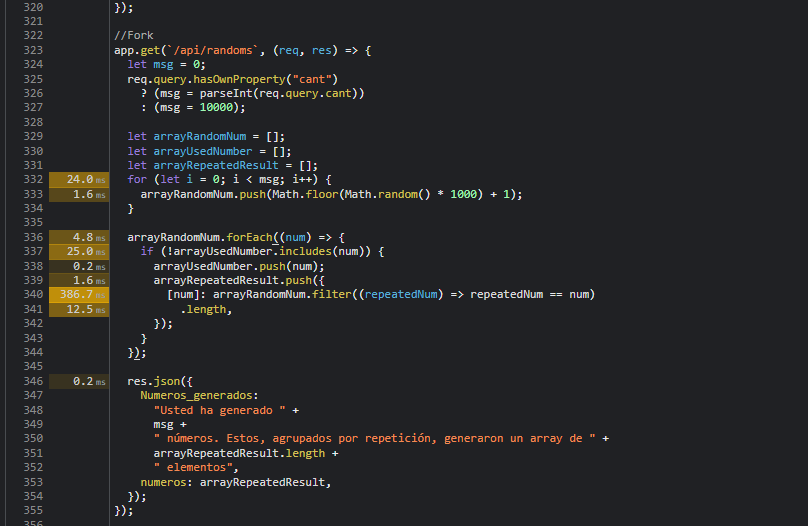 320 });
321
322 //Fork
323 app.get(`/api/randoms`, (req, res) => {
324 let msg = 0;
325 req.query.hasOwnProperty("cant")
326 ? (msg = parseInt(req.query.cant))
327 : (msg = 10000);
328
329 let arrayRandomNum = [];
330 let arrayUsedNumber = [];
331 let arrayRepeatedResult = [];
332 24.0 ms for (let i = 0; i < msg; i++) {
333 1.6 ms arrayRandomNum.push(Math.floor(Math.random() * 1000) + 1);
334 }
335
336 4.8 ms arrayRandomNum.forEach((num) => {
337 25.0 ms if (!arrayUsedNumber.includes(num)) {
338 0.2 ms arrayUsedNumber.push(num);
339 1.6 ms arrayRepeatedResult.push({
340 386.7 ms [num]: arrayRandomNum.filter((repeatedNum) => repeatedNum == num)
341 12.5 ms .length,
342 });
343 }
344 });
345
346 0.2 ms res.json({
347 Numeros_generados:
348 "Usted ha generado " +
349 msg +
350 " números. Estos, agrupados por repetición, generaron un array de " +
351 arrayRepeatedResult.length +
352 " elementos",
353 numeros: arrayRepeatedResult,
354 });
355 });
356